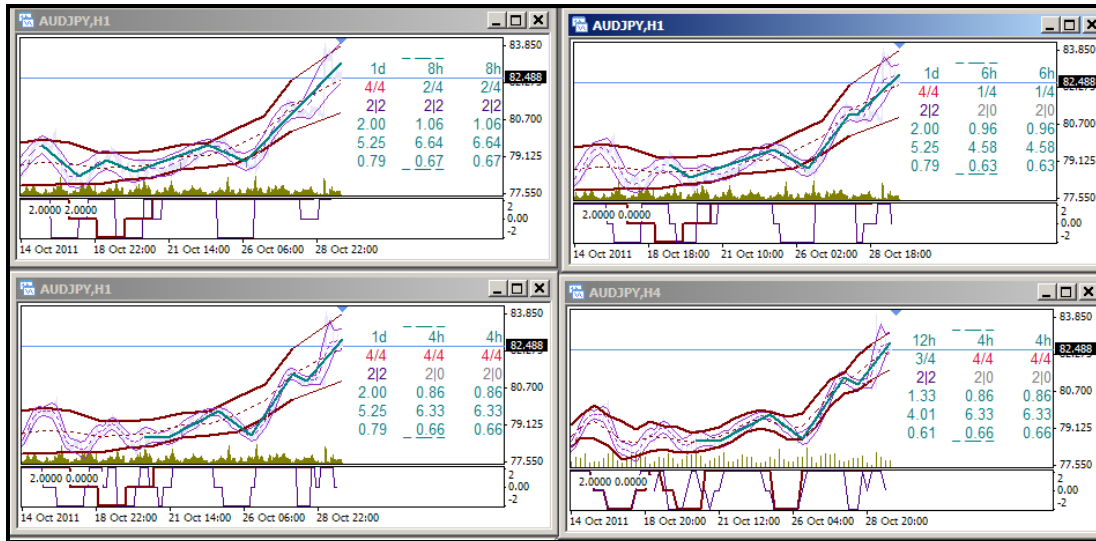 AUDJPY,H1
83.850
1d 8h 8h
82.488
4/4 2/4 2/4
2|2 2|2 2|2
80.700
2.00 1.06 1.06
5.25 6.64 6.64
79.125
0.79 0.67 0.67
77.550
2.0000 2.0000
2
0.00
-2
14 Oct 2011 18 Oct 22:00 21 Oct 14:00 26 Oct 06:00 28 Oct 22:00
AUDJPY,H1
83.850
1d 6h 6h
82.488
4/4 1/4 1/4
2|2 2|0 2|0
80.700
2.00 0.96 0.96
5.25 4.58 4.58
79.125
0.79 0.63 0.63
77.550
2.0000 0.0000
2
0.00
-2
14 Oct 2011 18 Oct 18:00 21 Oct 10:00 26 Oct 02:00 28 Oct 18:00
AUDJPY,H1
83.850
1d 4h 4h
82.488
4/4 4/4 4/4
2|2 2|0 2|0
80.700
2.00 0.86 0.86
5.25 6.33 6.33
79.125
0.79 0.66 0.66
77.550
2.0000 0.0000
2
0.00
-2
14 Oct 2011 18 Oct 22:00 21 Oct 14:00 26 Oct 06:00 28 Oct 22:00
AUDJPY,H4
83.850
12h 4h 4h
82.488
3/4 4/4 4/4
2|2 2|0 2|0
80.700
1.33 0.86 0.86
4.01 6.33 6.33
79.125
0.61 0.66 0.66
77.550
2.0000 0.0000
2
0.00
-2
14 Oct 2011 18 Oct 20:00 21 Oct 12:00 26 Oct 04:00 28 Oct 20:00